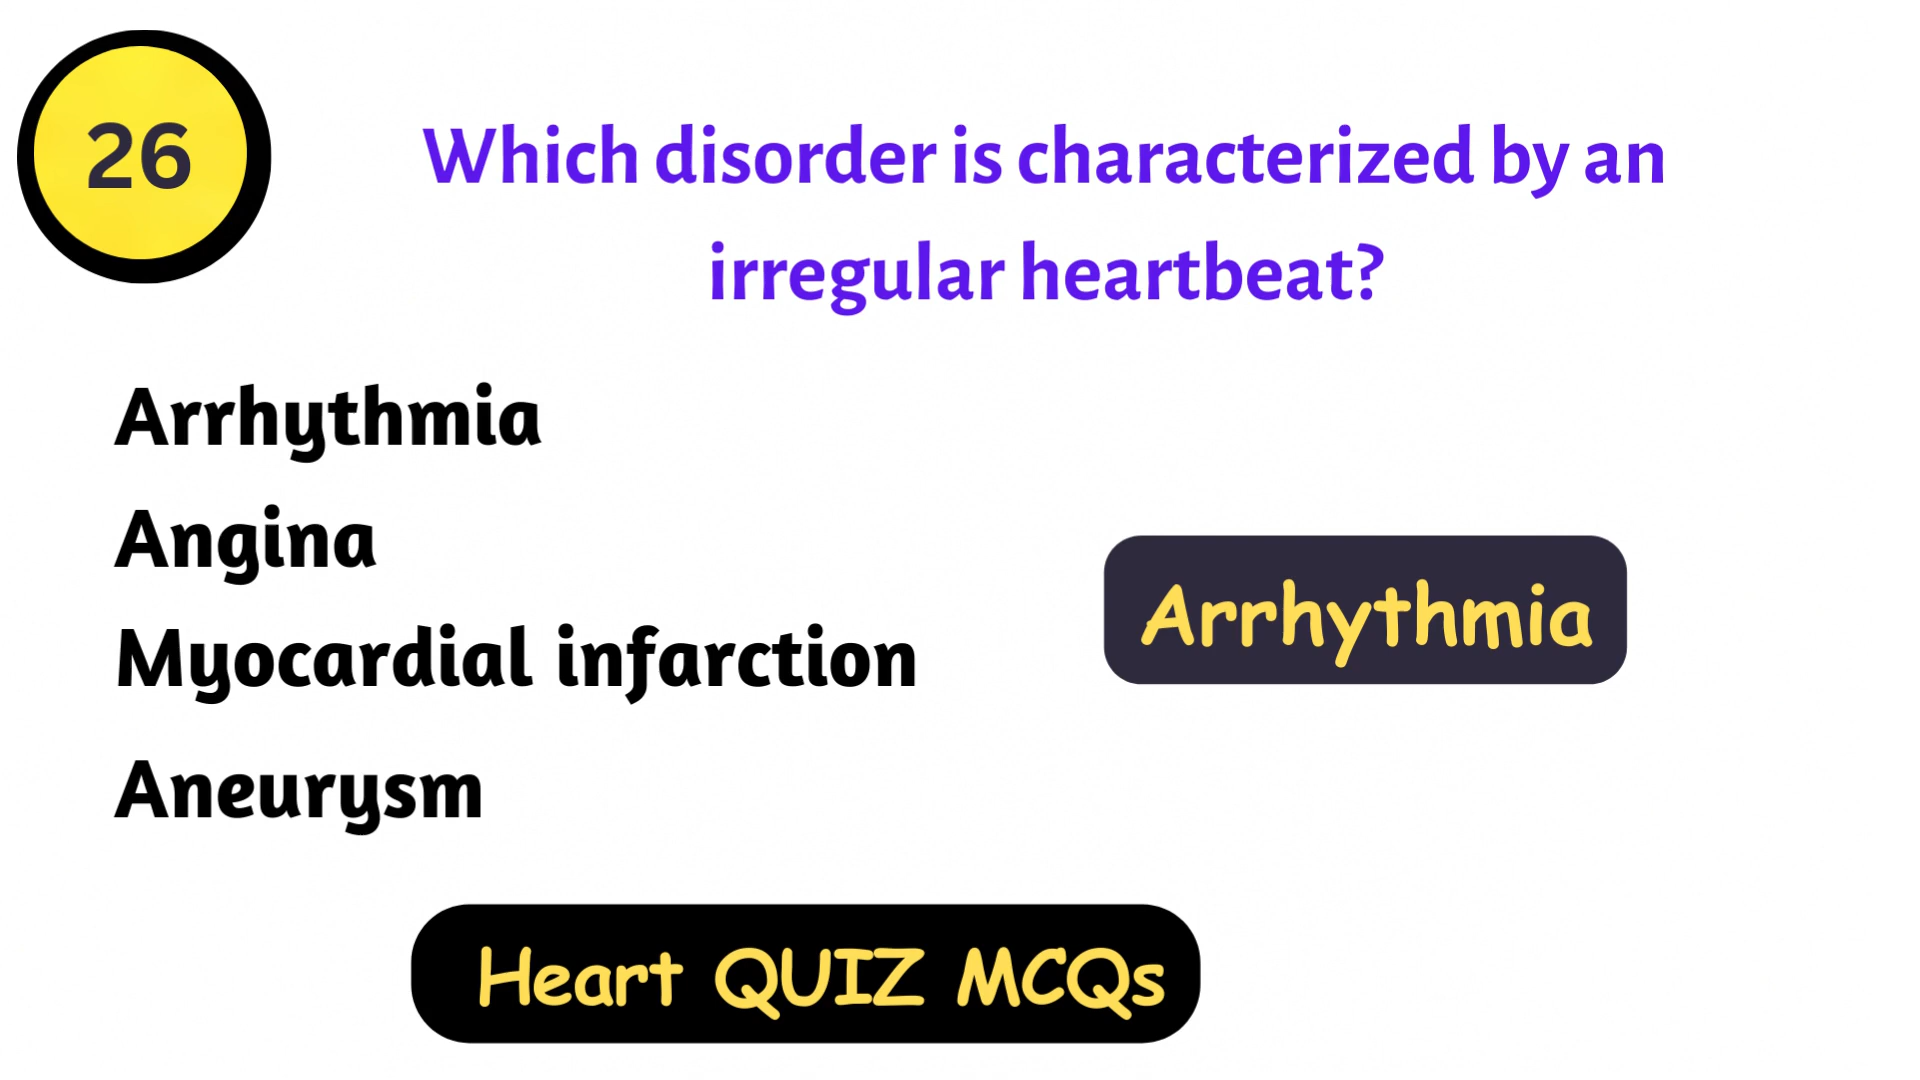 26
Which disorder is characterized by an
irregular heartbeat?
Arrhythmia
Angina
Myocardial infarction
Aneurysm
Arrhythmia
Heart QUIZ MCQs